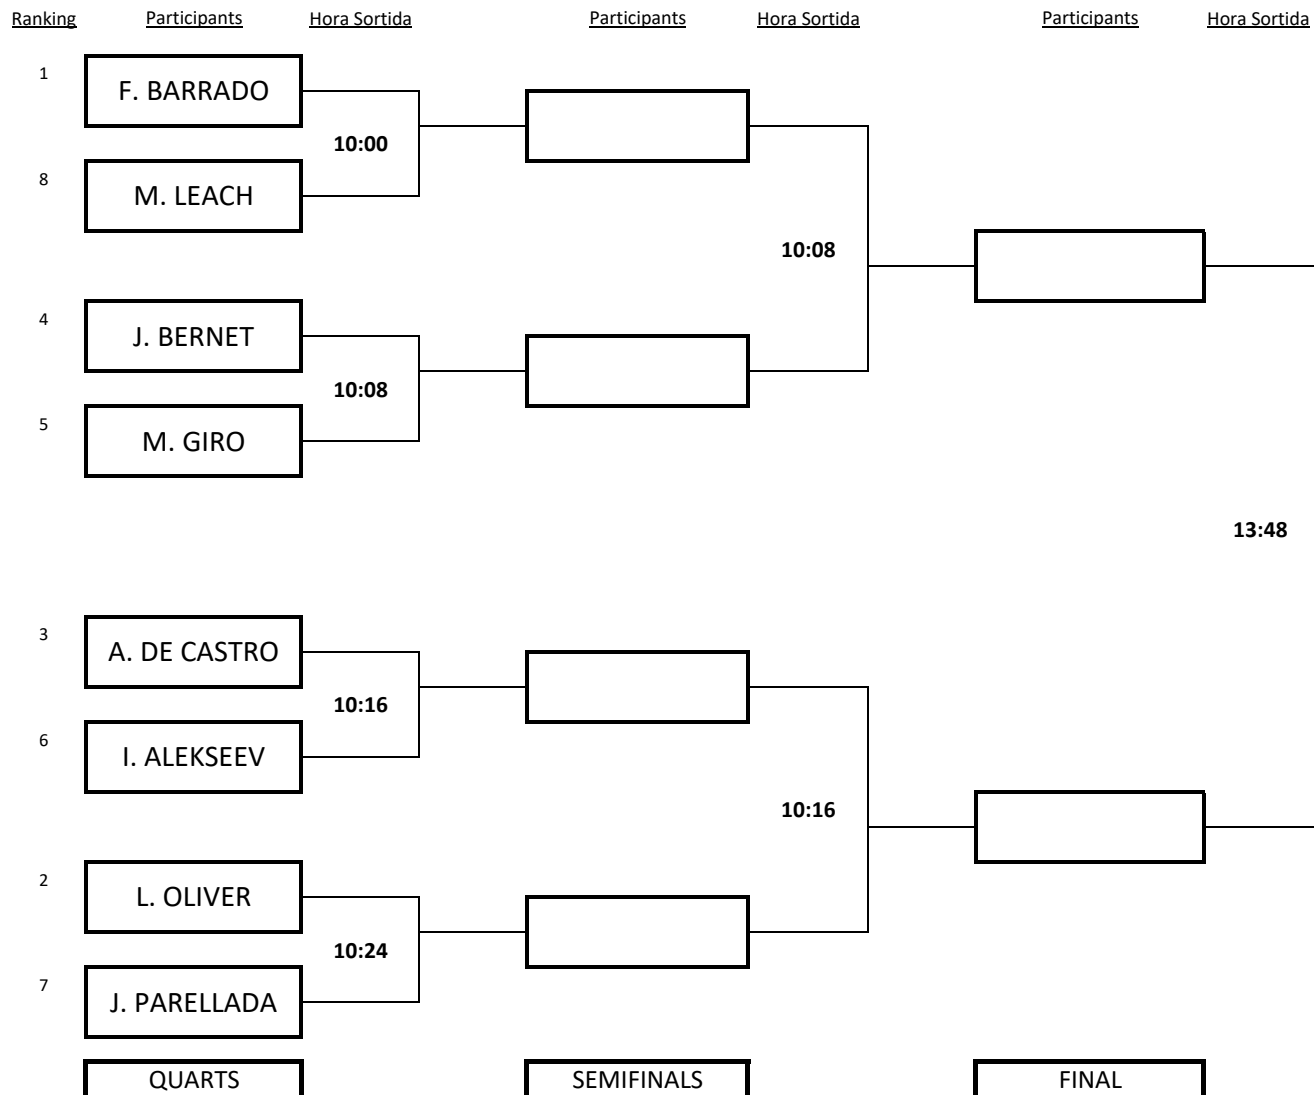 Ranking Participants Hora Sortida Participants Hora Sortida Participants Hora Sortida
1 F. BARRADO
10:00
8 M. LEACH
10:08
4 J. BERNET
10:08
5 M. GIRO
13:48
3 A. DE CASTRO
10:16
6 I. ALEKSEEV
10:16
2 L. OLIVER
10:24
7 J. PARELLADA
QUARTS SEMIFINALS FINAL